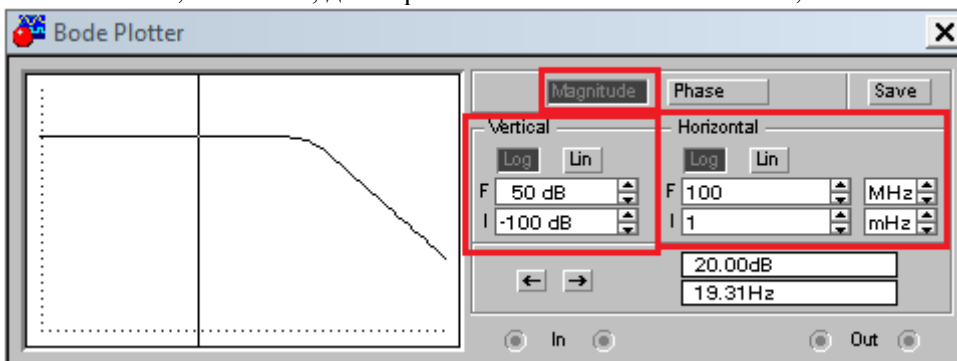 Bode Plotter
Magnitude Phase Save
Vertical Horizontal
Log Lin Log Lin
F 50 dB F 100 MHz
I -100 dB I 1 mHz
← → 20.00dB
19.31Hz
In Out